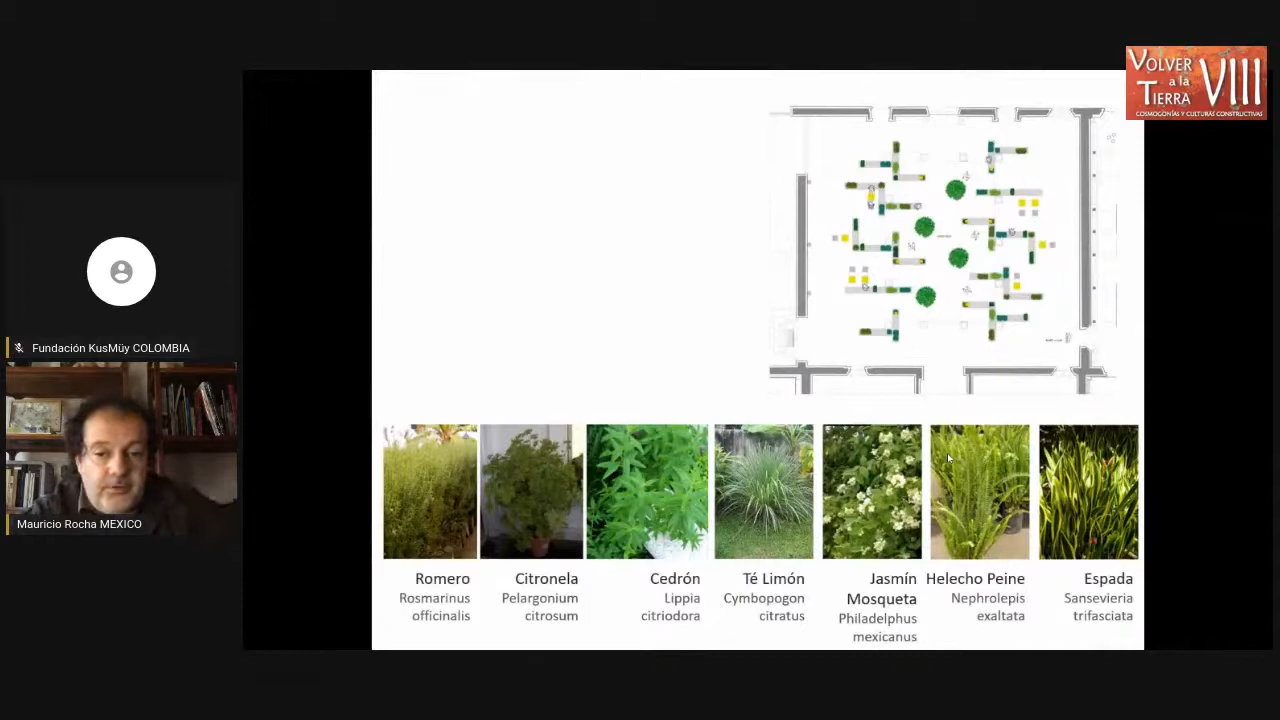 VOLVER
a la
TIERRA
VIII
COSMOGONÍAS Y CULTURAS CONSTRUCTIVAS
Fundación KusMüy COLOMBIA
Mauricio Rocha MEXICO
Romero
Rosmarinus
officinalis
Citronela
Pelargonium
citrosum
Cedrón
Lippia
citriodora
Té Limón
Cymbopogon
citratus
Jasmín
Mosqueta
Philadelphus
mexicanus
Helecho Peine
Nephrolepis
exaltata
Espada
Sansevieria
trifasciata